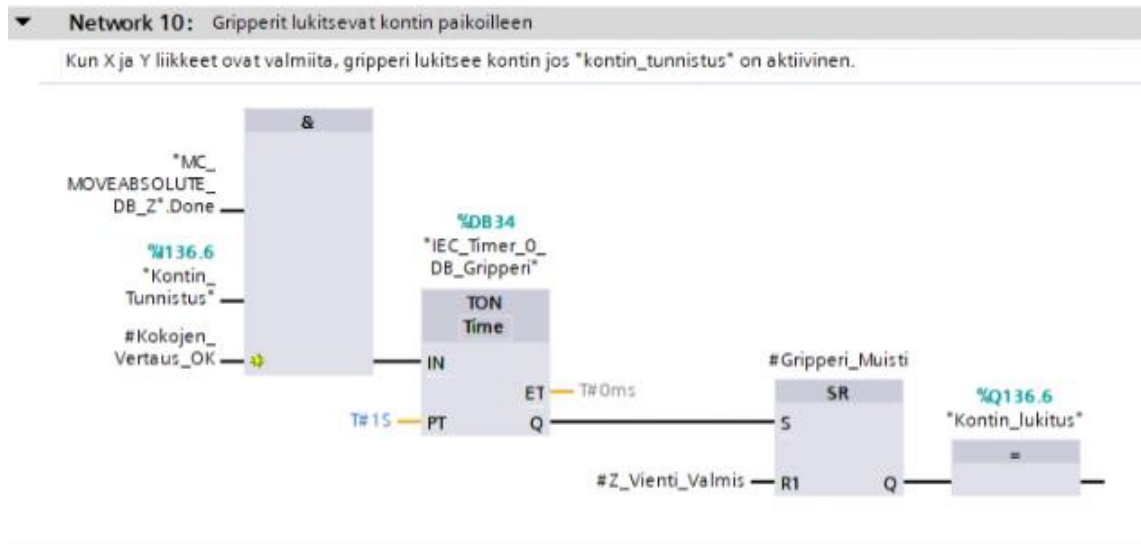 Network 10: Gripperit lukitsevat kontin paikoilleen
Kun X ja Y liikkeet ovat valmiita, gripperi lukitsee kontin jos "kontin_tunnistus" on aktiivinen.
&
"MC_
MOVEABSOLUTE_
DB_Z".Done
%I136.6
"Kontin_
Tunnistus"
#Kokojen_
Vertaus_OK
%DB34
"IEC_Timer_0_
DB_Gripperi"
TON
Time
IN
ET T#0ms
T#1S PT Q
#Gripperi_Muisti
SR
S
#Z_Vienti_Valmis R1 Q
%Q136.6
"Kontin_lukitus"
=